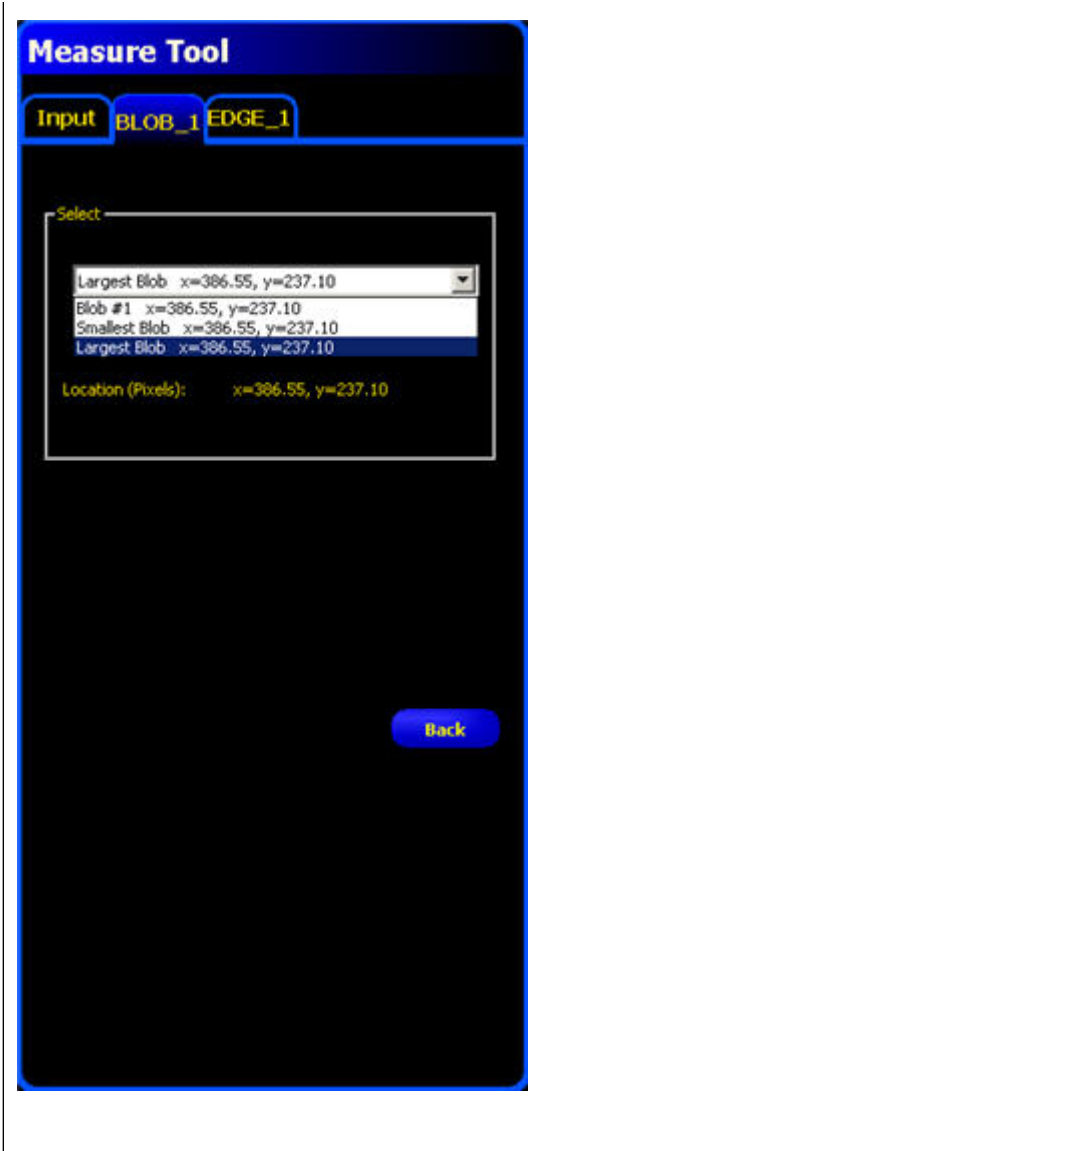 Measure Tool
Input BLOB_1 EDGE_1
Select
Largest Blob x=386.55, y=237.10
Blob #1 x=386.55, y=237.10
Smallest Blob x=386.55, y=237.10
Largest Blob x=386.55, y=237.10
Location (Pixels): x=386.55, y=237.10
Back